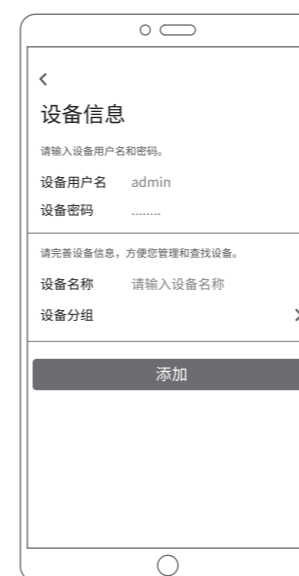 设备信息
请输入设备用户名和密码。
设备用户名 admin
设备密码 ........
请完善设备信息，方便您管理和查找设备。
设备名称 请输入设备名称
设备分组
添加